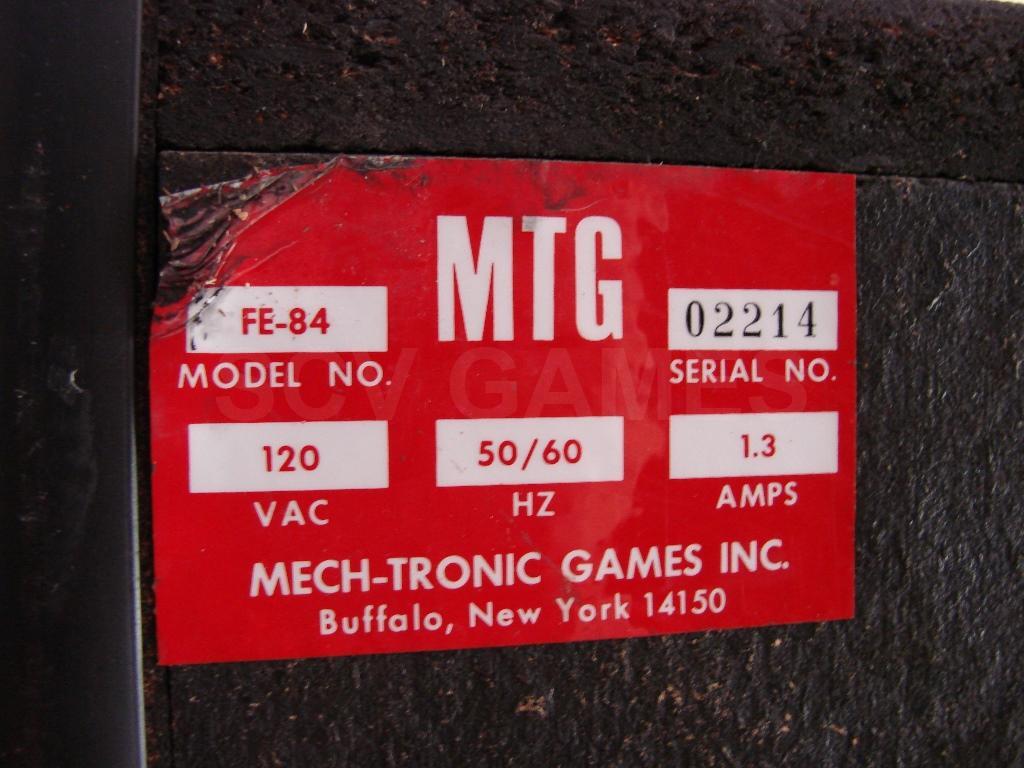 MTG
FE-84
02214
MODEL NO.
SERIAL NO.
SCV GAMES
120
50/60
1.3
VAC
HZ
AMPS
MECH-TRONIC GAMES INC.
Buffalo, New York 14150